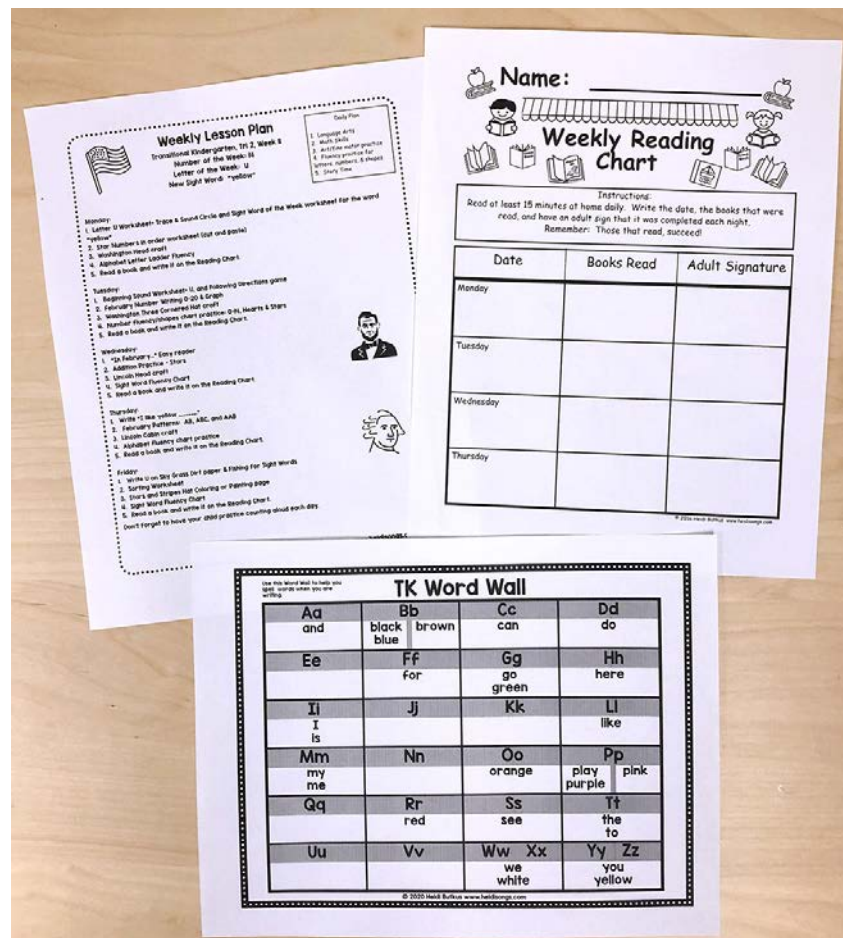 Weekly Lesson Plan
Transitional Kindergarten, Tri 2, Week 8
Number of the Week: 14
Letter of the Week: U
New Sight Word: "yellow"
Daily Plan
1. Language Arts
2. Math Skills
3. Art/fine motor practice
4. Fluency practice for
letters, numbers, & shapes
5. Story Time
Monday:
1. Letter U Worksheet- Trace & Sound Circle and Sight Word of the Week worksheet for the word
"yellow"
2. Star Numbers in order worksheet (cut and paste)
3. Washington Head craft
4. Alphabet Letter Ladder Fluency
5. Read a book and write it on the Reading Chart.
Tuesday:
1. Beginning Sound Worksheet- U, and Following Directions game
2. February Number Writing 0-20 & Graph
3. Washington Three Cornered Hat craft
4. Number fluency/shapes chart practice: 0-14, Hearts & Stars
5. Read a book and write it on the Reading Chart.
Wednesday:
1. "In February..." Easy reader
2. Addition Practice - Stars
3. Lincoln Head craft
4. Sight Word Fluency Chart
5. Read a book and write it on the Reading Chart.
Thursday:
1. Write "I like yellow ______."
2. February Patterns: AB, ABC, and AAB
3. Lincoln Cabin craft
4. Alphabet fluency chart practice
5. Read a book and write it on the Reading Chart.
Friday:
1. Write U on Sky Grass Dirt paper & Fishing for Sight Words
2. Sorting Worksheet
3. Stars and Stripes Hat Coloring or Painting page
4. Sight Word Fluency Chart
5. Read a book and write it on the Reading Chart.
Don't forget to have your child practice counting aloud each day.
Name:
Weekly Reading
Chart
Instructions:
Read at least 15 minutes at home daily. Write the date, the books that were
read, and have an adult sign that it was completed each night.
Remember: Those that read, succeed!
Date Books Read Adult Signature
Monday
Tuesday
Wednesday
Thursday
© 2016 Heidi Butkus www.heidisongs.com
Use this Word Wall to help you
spell words when you are
writing.
TK Word Wall
Aa Bb Cc Dd
and black brown can do
blue
Ee Ff Gg Hh
for go here
green
Ii Jj Kk Ll
I like
is
Mm Nn Oo Pp
my orange play pink
me purple
Qq Rr Ss Tt
red see the
to
Uu Vv Ww Xx Yy Zz
we you
white yellow
© 2020 Heidi Butkus www.heidisongs.com